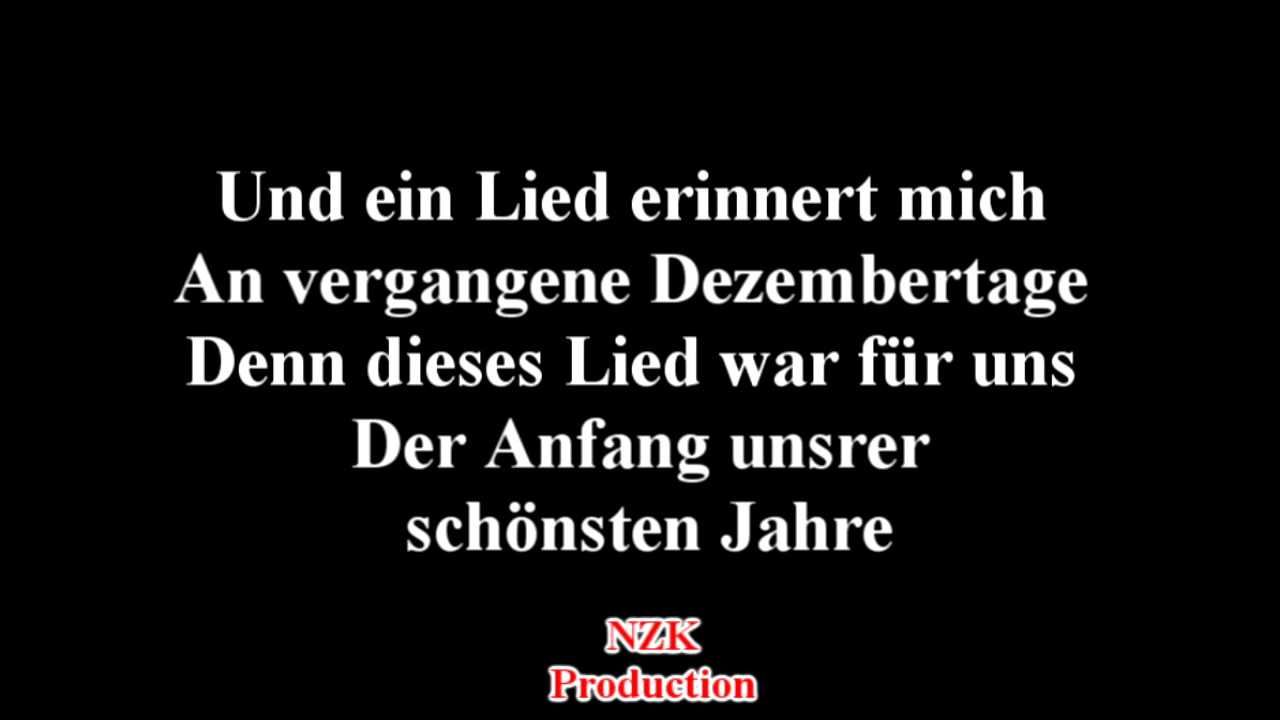 Und ein Lied erinnert mich
An vergangene Dezembertage
Denn dieses Lied war für uns
Der Anfang unsrer
schönsten Jahre
NZK
Production